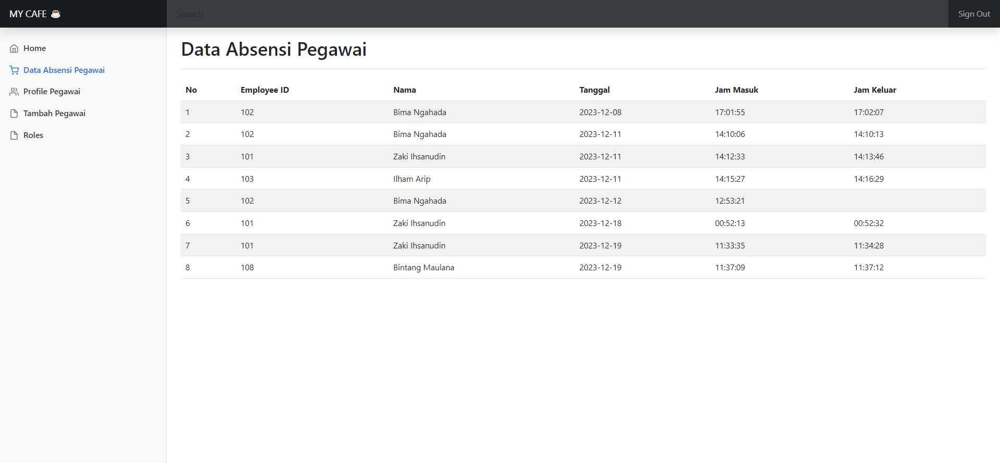 MY CAFE ☕ Search Sign Out
Home
Data Absensi Pegawai
Profile Pegawai
Tambah Pegawai
Roles
Data Absensi Pegawai
No Employee ID Nama Tanggal Jam Masuk Jam Keluar
1 102 Bima Ngahada 2023-12-08 17:01:55 17:02:07
2 102 Bima Ngahada 2023-12-11 14:10:06 14:10:13
3 101 Zaki Ihsanudin 2023-12-11 14:12:33 14:13:46
4 103 Ilham Arip 2023-12-11 14:15:27 14:16:29
5 102 Bima Ngahada 2023-12-12 12:53:21
6 101 Zaki Ihsanudin 2023-12-18 00:52:13 00:52:32
7 101 Zaki Ihsanudin 2023-12-19 11:33:35 11:34:28
8 108 Bintang Maulana 2023-12-19 11:37:09 11:37:12